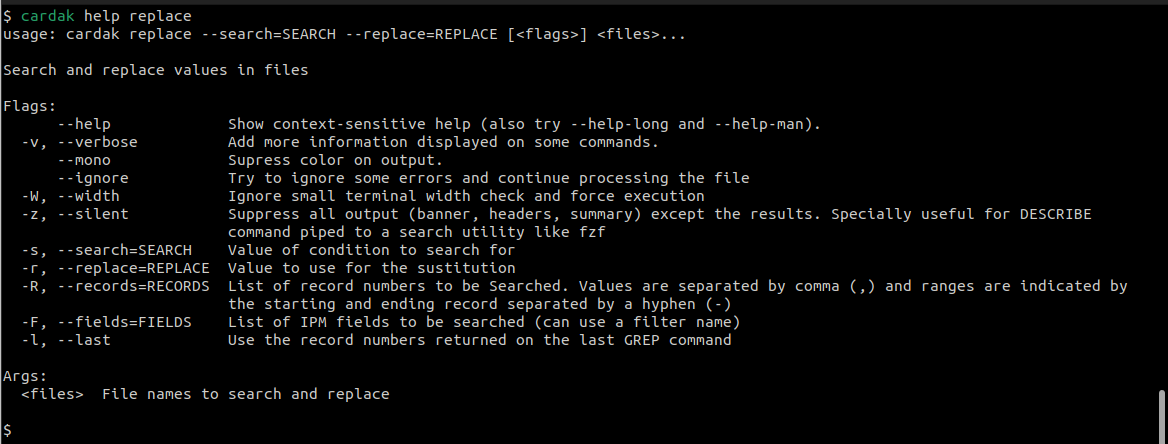 $ cardak help replace
usage: cardak replace --search=SEARCH --replace=REPLACE [<flags>] <files>...
Search and replace values in files
Flags:
--help Show context-sensitive help (also try --help-long and --help-man).
-v, --verbose Add more information displayed on some commands.
--mono Supress color on output.
--ignore Try to ignore some errors and continue processing the file
-W, --width Ignore small terminal width check and force execution
-z, --silent Suppress all output (banner, headers, summary) except the results. Specially useful for DESCRIBE
command piped to a search utility like fzf
-s, --search=SEARCH Value of condition to search for
-r, --replace=REPLACE Value to use for the sustitution
-R, --records=RECORDS List of record numbers to be Searched. Values are separated by comma (,) and ranges are indicated by
the starting and ending record separated by a hyphen (-)
-F, --fields=FIELDS List of IPM fields to be searched (can use a filter name)
-l, --last Use the record numbers returned on the last GREP command
Args:
<files> File names to search and replace
$